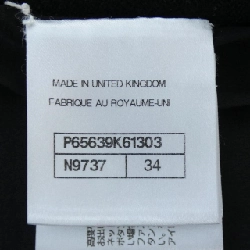 MADE IN UNITED KINGDOM
FABRIQUE AU ROYAUME-UNI
P65639K61303
N9737 34